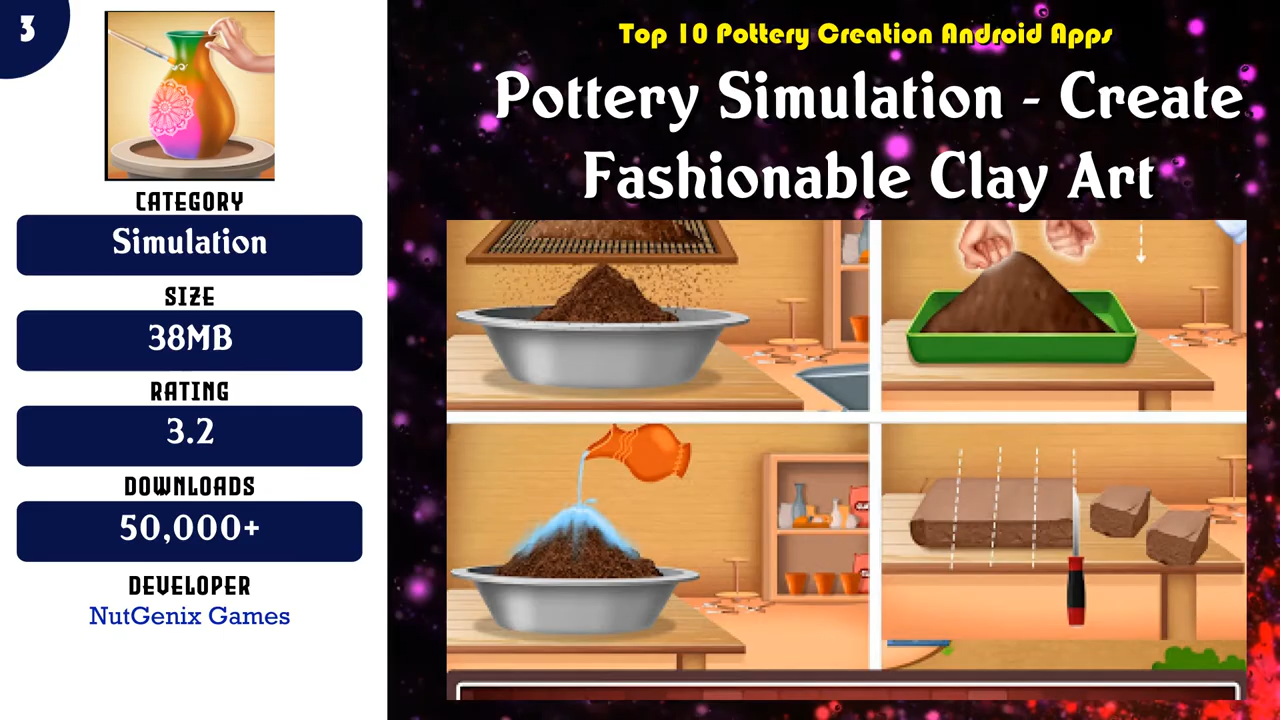 3
CATEGORY
Simulation
SIZE
38MB
RATING
3.2
DOWNLOADS
50,000+
DEVELOPER
NutGenix Games
Top 10 Pottery Creation Android Apps
Pottery Simulation - Create
Fashionable Clay Art